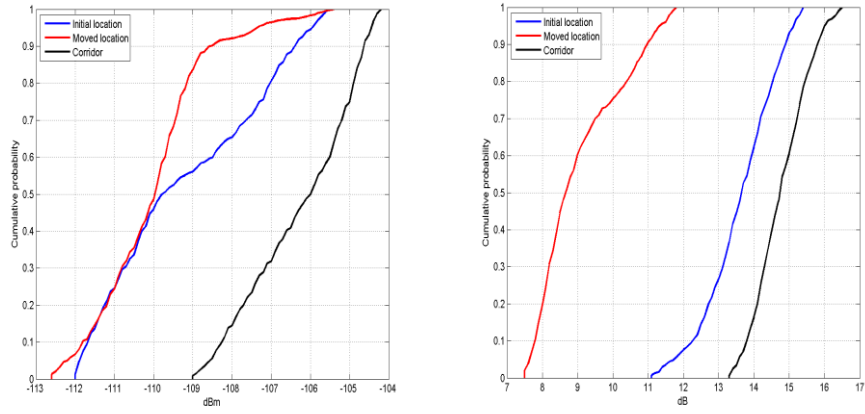 Initial location
Moved location
Corridor
Cumulative probability
1
0.9
0.8
0.7
0.6
0.5
0.4
0.3
0.2
0.1
0
-113 -112 -111 -110 -109 -108 -107 -106 -105 -104
dBm
Initial location
Moved location
Corridor
Cumulative probability
1
0.9
0.8
0.7
0.6
0.5
0.4
0.3
0.2
0.1
0
7 8 9 10 11 12 13 14 15 16 17
dB